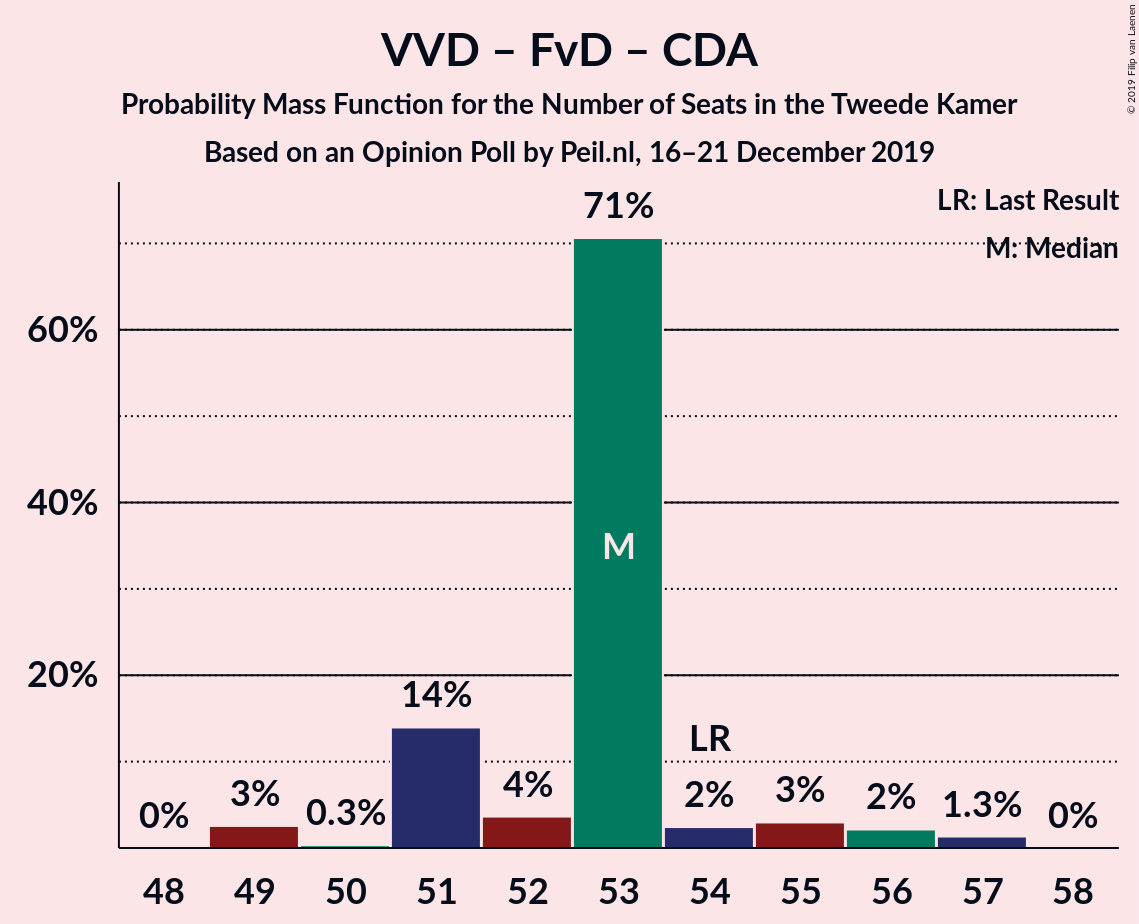 VVD – FvD – CDA
Probability Mass Function for the Number of Seats in the Tweede Kamer
Based on an Opinion Poll by Peil.nl, 16–21 December 2019
© 2019 Filip van Laenen
LR: Last Result
M: Median
71%
60%
40%
M
20%
14%
LR
0%
3%
0.3%
4%
2%
3%
2%
1.3%
0%
48 49 50 51 52 53 54 55 56 57 58